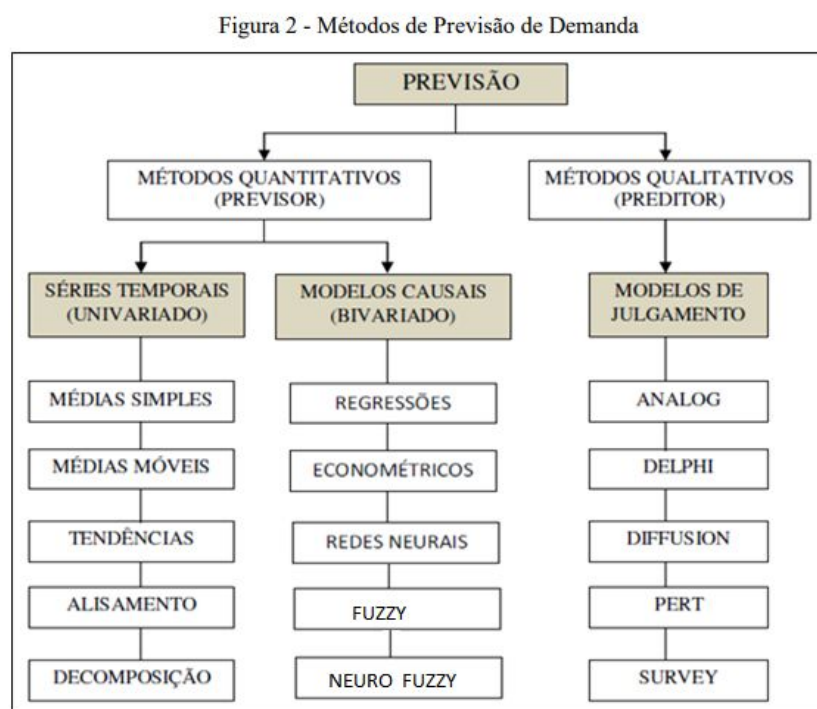 Figura 2 - Métodos de Previsão de Demanda
PREVISÃO
MÉTODOS QUANTITATIVOS
(PREVISOR)
MÉTODOS QUALITATIVOS
(PREDITOR)
SÉRIES TEMPORAIS
(UNIVARIADO)
MODELOS CAUSAIS
(BIVARIADO)
MODELOS DE
JULGAMENTO
MÉDIAS SIMPLES
REGRESSÕES
ANALOG
MÉDIAS MÓVEIS
ECONOMÉTRICOS
DELPHI
TENDÊNCIAS
REDES NEURAIS
DIFFUSION
ALISAMENTO
FUZZY
PERT
DECOMPOSIÇÃO
NEURO FUZZY
SURVEY